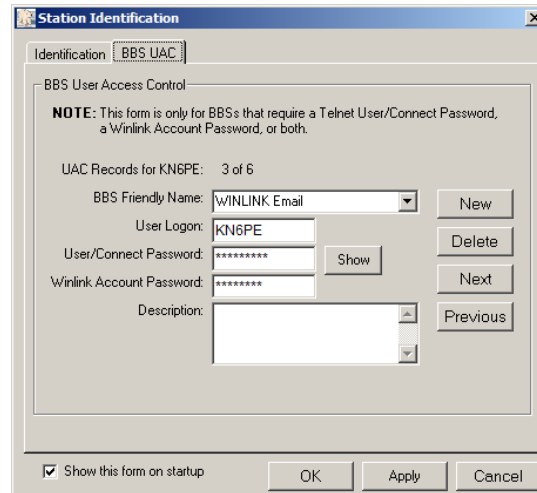 Station Identification
Identification
BBS UAC
BBS User Access Control
NOTE: This form is only for BBSs that require a Telnet User/Connect Password,
a Winlink Account Password, or both.
UAC Records for KN6PE: 3 of 6
BBS Friendly Name: WINLINK Email
New
User Logon: KN6PE
Delete
User/Connect Password: *********
Show
Winlink Account Password: ********
Next
Description:
Previous
Show this form on startup
OK
Apply
Cancel